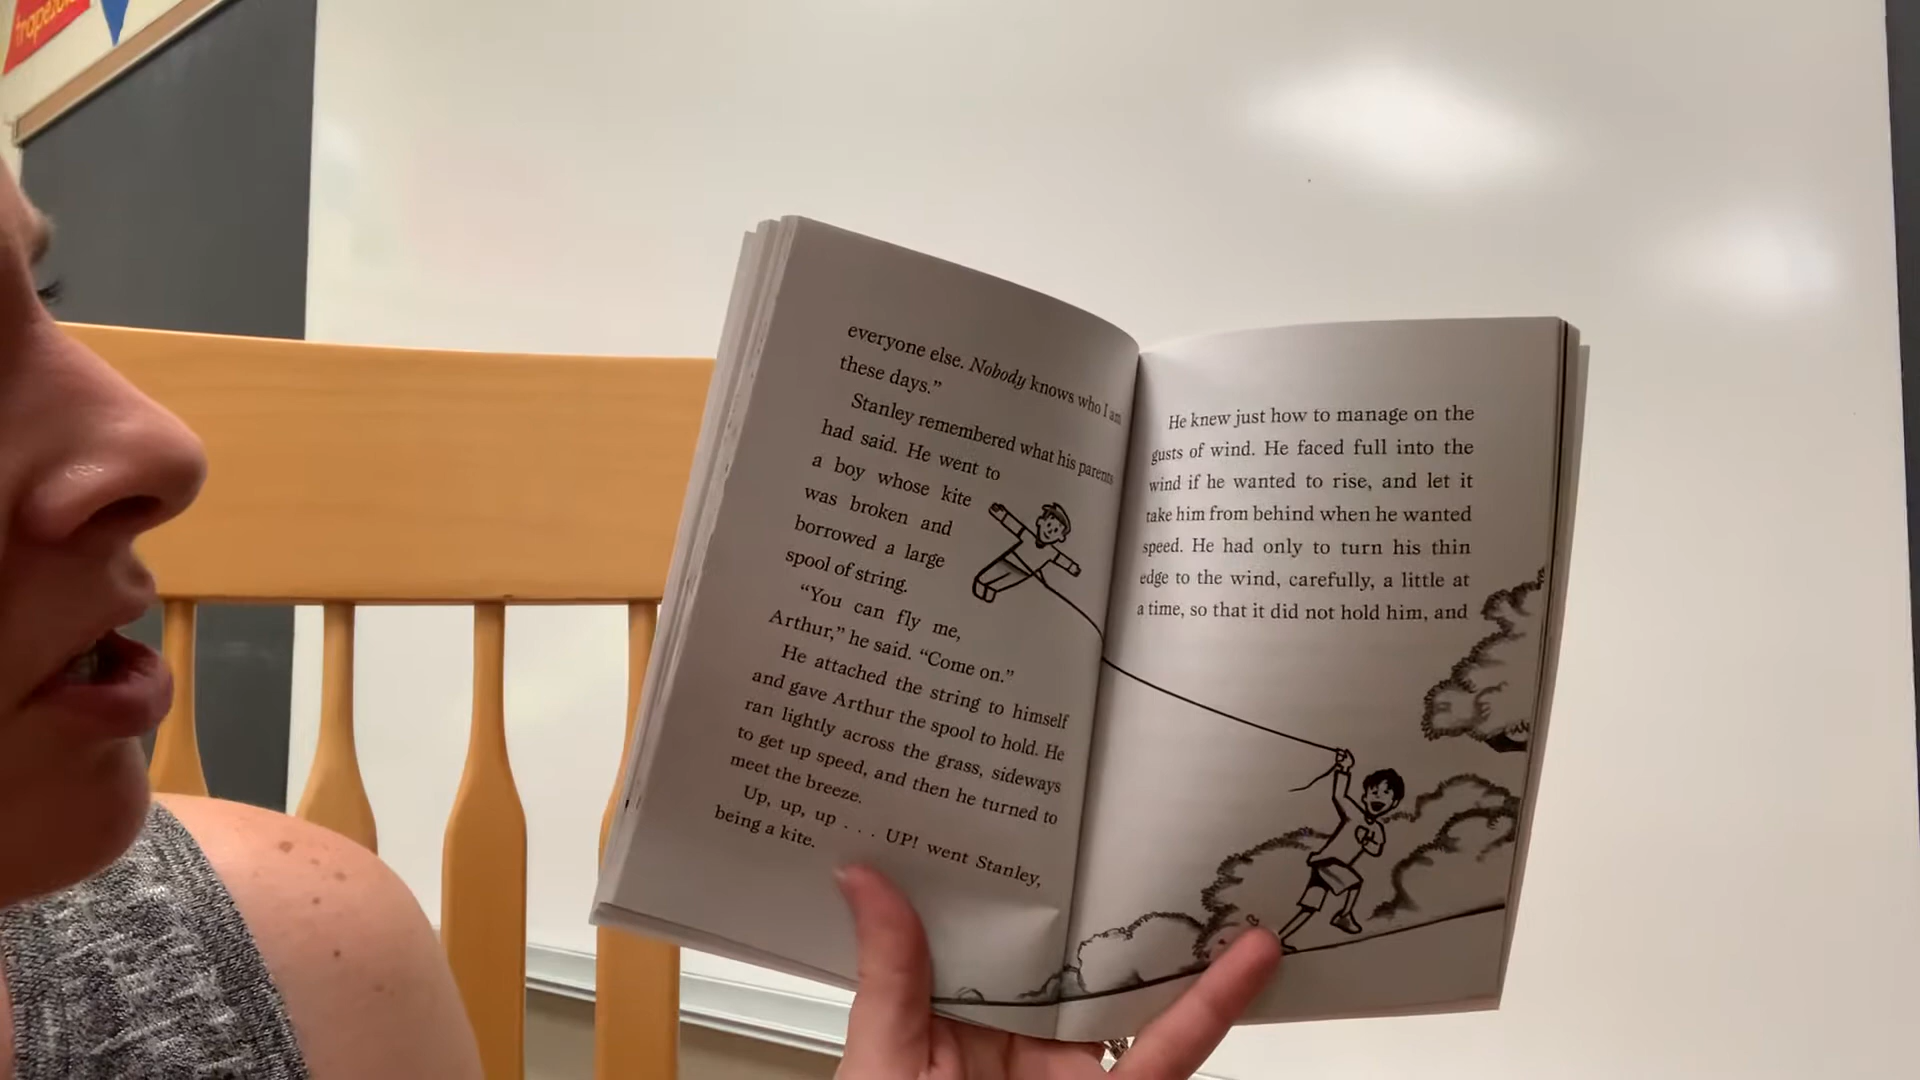 trapezoid
everyone else. Nobody knows who I am
these days.”
Stanley remembered what his parents
had said. He went to
a boy whose kite
was broken and
borrowed a large
spool of string.
“You can fly me,
Arthur,” he said. “Come on.”
He attached the string to himself
and gave Arthur the spool to hold. He
ran lightly across the grass, sideways
to get up speed, and then he turned to
meet the breeze.
Up, up, up . . . UP! went Stanley,
being a kite.
He knew just how to manage on the
gusts of wind. He faced full into the
wind if he wanted to rise, and let it
take him from behind when he wanted
speed. He had only to turn his thin
edge to the wind, carefully, a little at
a time, so that it did not hold him, and